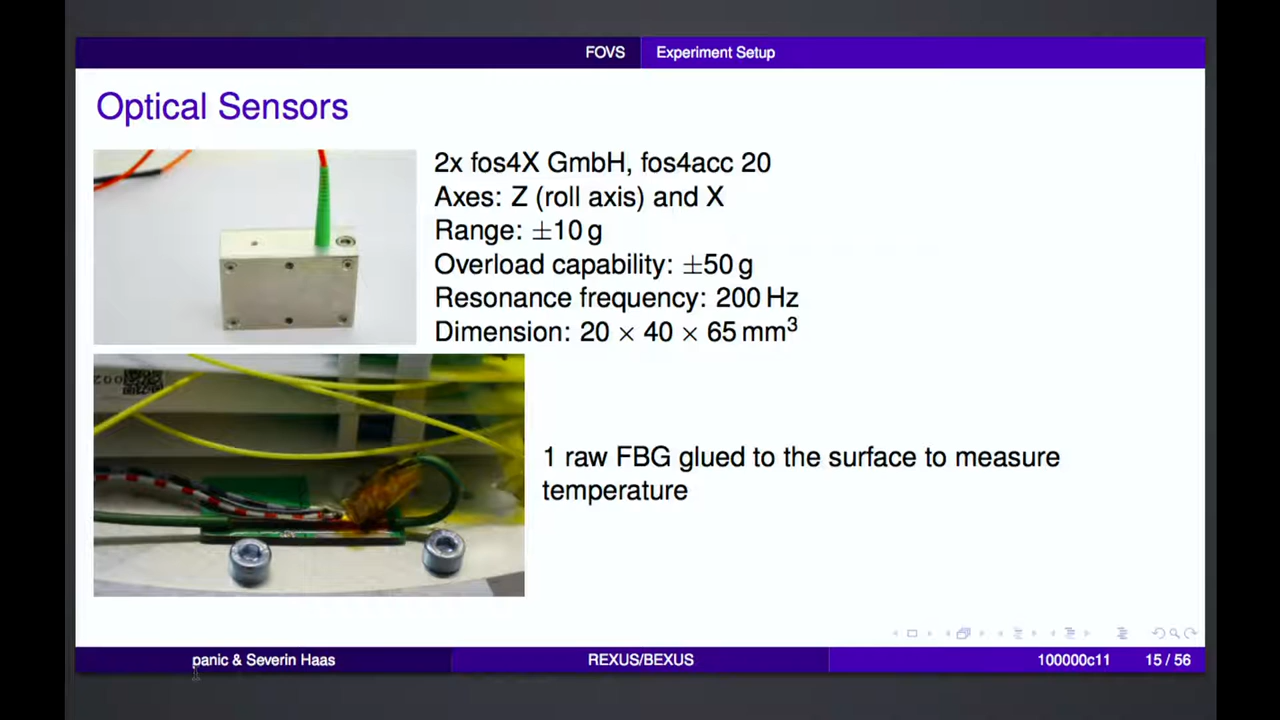 FOVS
Experiment Setup
Optical Sensors
2x fos4X GmbH, fos4acc 20
Axes: Z (roll axis) and X
Range: ±10 g
Overload capability: ±50 g
Resonance frequency: 200 Hz
Dimension: 20 × 40 × 65 mm³
1 raw FBG glued to the surface to measure
temperature
panic & Severin Haas
REXUS/BEXUS
100000c11
15 / 56